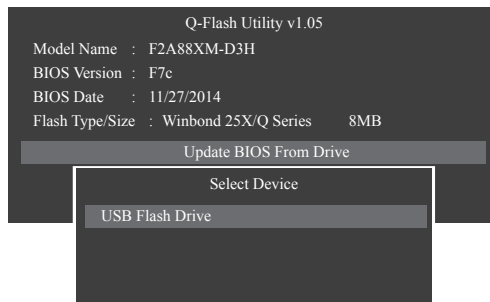 Q-Flash Utility v1.05
Model Name : F2A88XM-D3H
BIOS Version : F7c
BIOS Date : 11/27/2014
Flash Type/Size : Winbond 25X/Q Series 8MB
Update BIOS From Drive
Select Device
USB Flash Drive